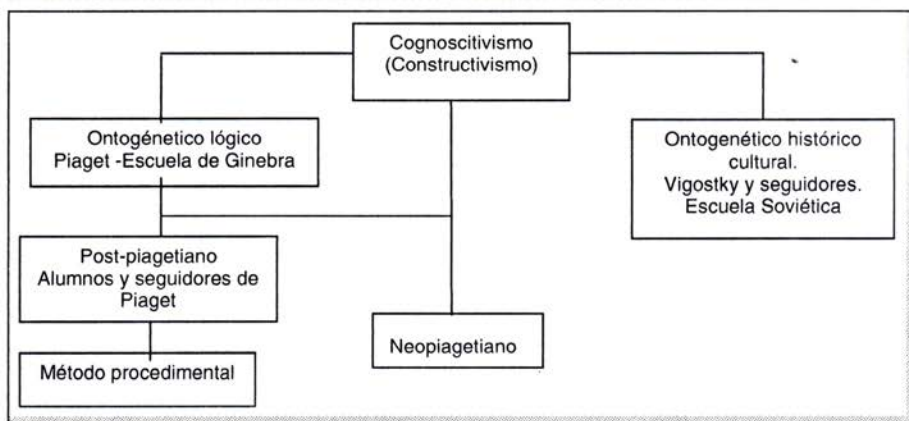 Cognoscitivismo
(Constructivismo)
Ontogénetico lógico
Piaget -Escuela de Ginebra
Ontogenético histórico
cultural.
Vigostky y seguidores.
Escuela Soviética
Post-piagetiano
Alumnos y seguidores de
Piaget
Neopiagetiano
Método procedimental